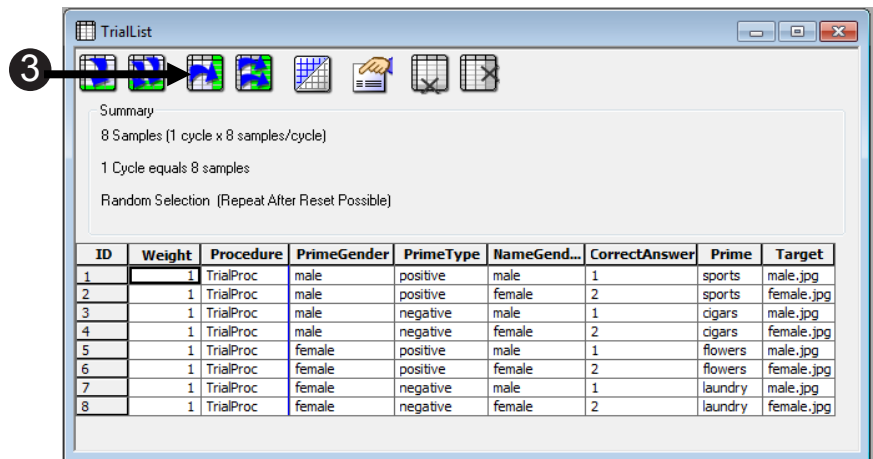 TrialList
3
Summary
8 Samples (1 cycle x 8 samples/cycle)
1 Cycle equals 8 samples
Random Selection (Repeat After Reset Possible)
ID Weight Procedure PrimeGender PrimeType NameGend... CorrectAnswer Prime Target
1 1 TrialProc male positive male 1 sports male.jpg
2 1 TrialProc male positive female 2 sports female.jpg
3 1 TrialProc male negative male 1 cigars male.jpg
4 1 TrialProc male negative female 2 cigars female.jpg
5 1 TrialProc female positive male 1 flowers male.jpg
6 1 TrialProc female positive female 2 flowers female.jpg
7 1 TrialProc female negative male 1 laundry male.jpg
8 1 TrialProc female negative female 2 laundry female.jpg